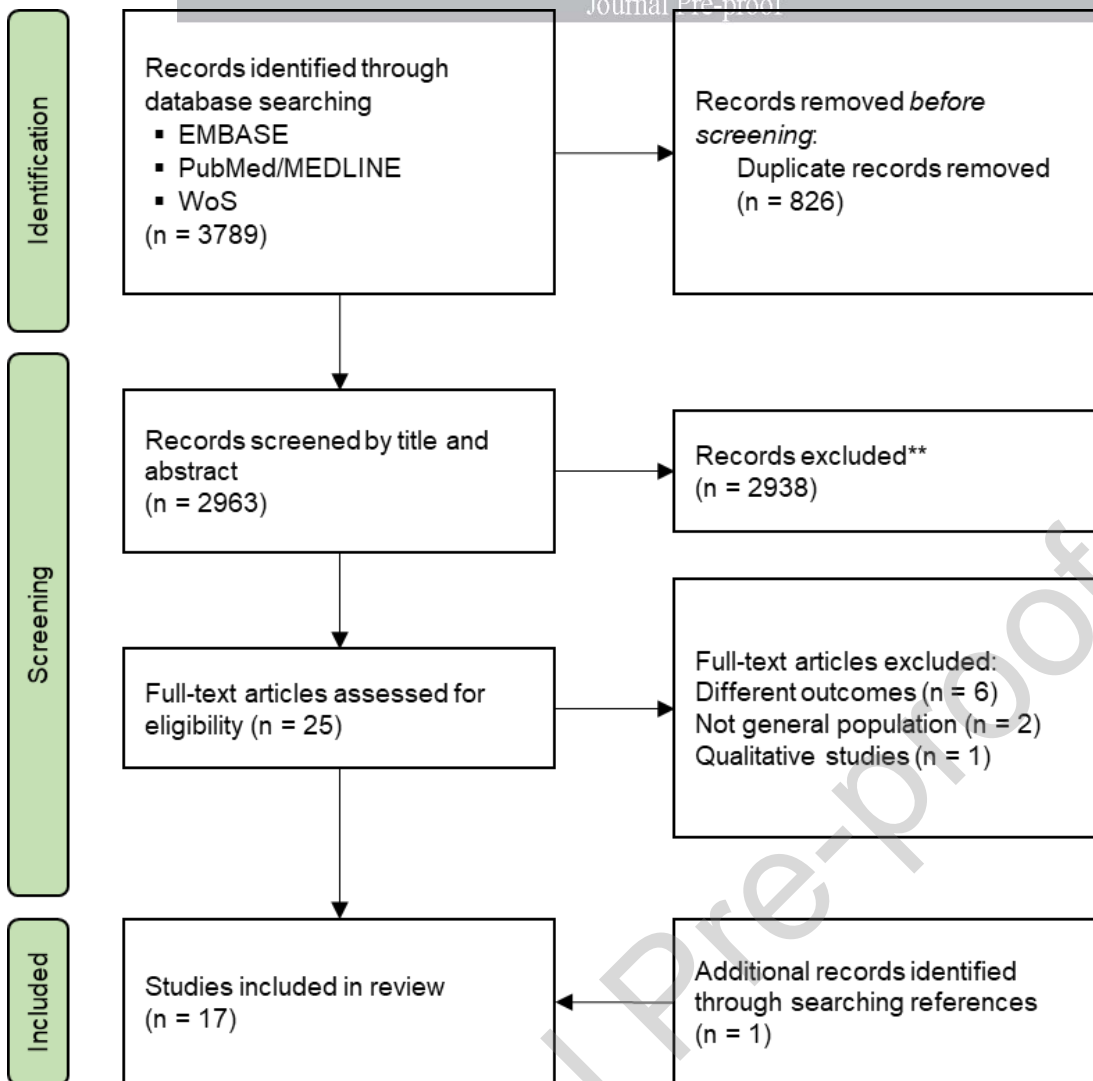 Journal Pre-proof
Identification
Records identified through
database searching
▪ EMBASE
▪ PubMed/MEDLINE
▪ WoS
(n = 3789)
Records removed before
screening:
Duplicate records removed
(n = 826)
Screening
Records screened by title and
abstract
(n = 2963)
Records excluded**
(n = 2938)
Full-text articles assessed for
eligibility (n = 25)
Full-text articles excluded:
Different outcomes (n = 6)
Not general population (n = 2)
Qualitative studies (n = 1)
Included
Studies included in review
(n = 17)
Additional records identified
through searching references
(n = 1)
l Pre-proof